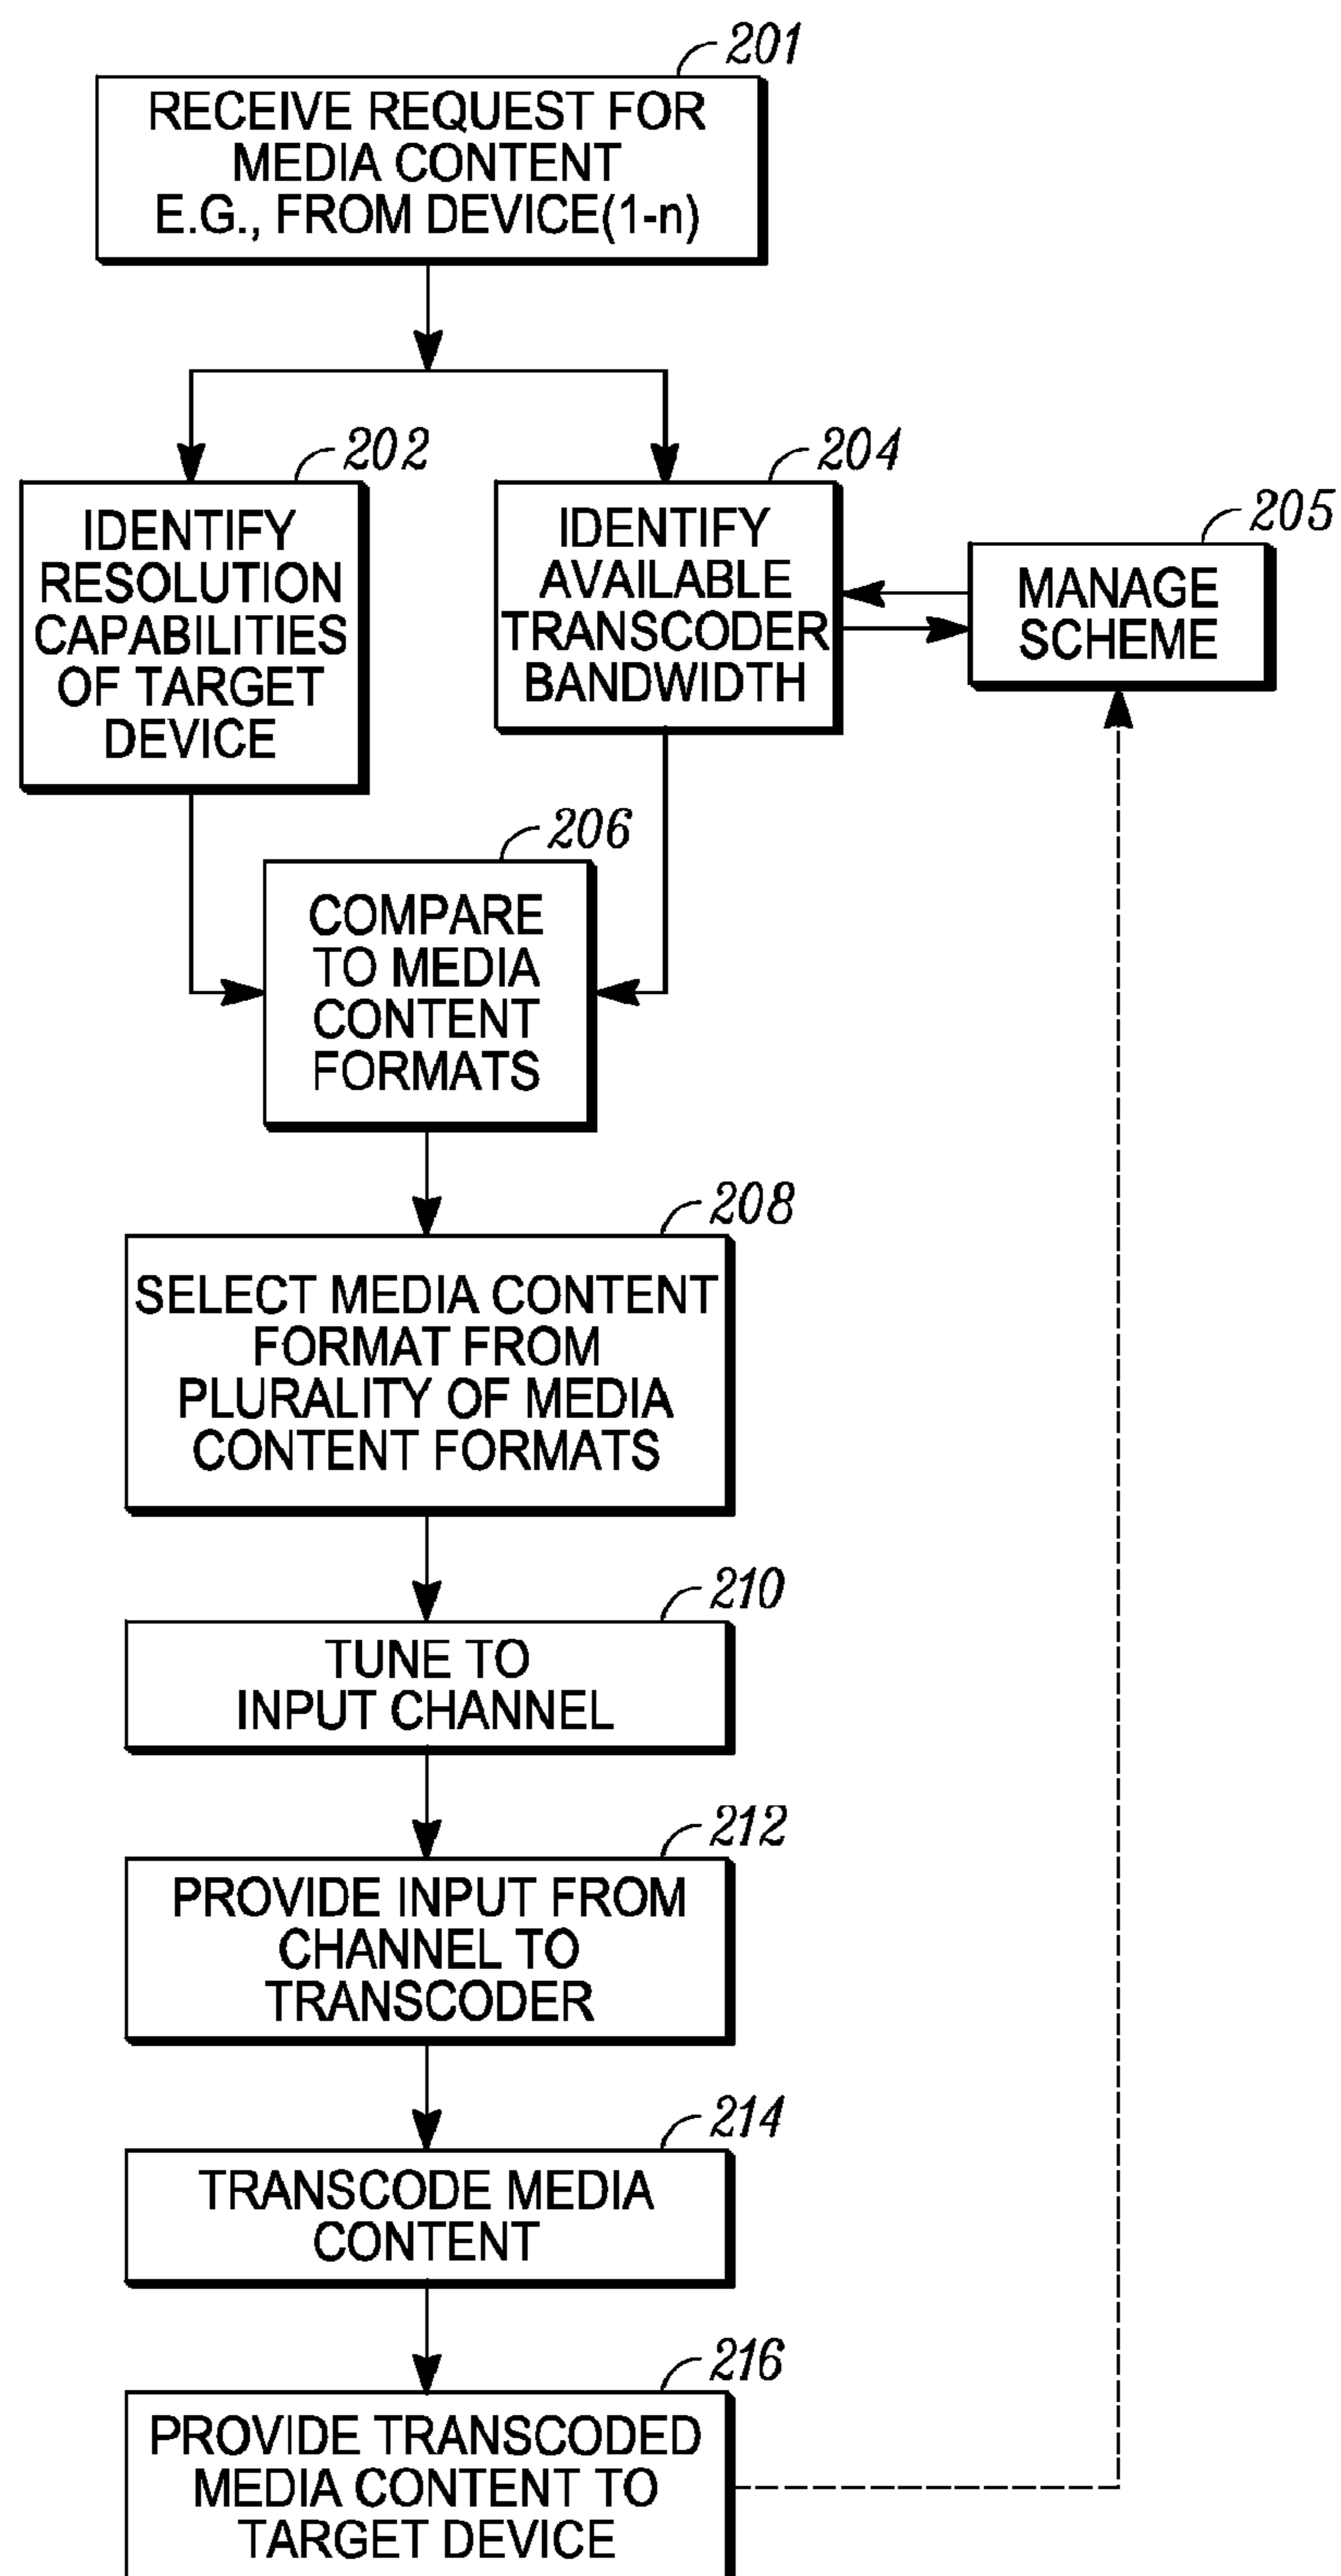 201
RECEIVE REQUEST FOR
MEDIA CONTENT
E.G., FROM DEVICE(1-n)
202
IDENTIFY
RESOLUTION
CAPABILITIES
OF TARGET
DEVICE
204
IDENTIFY
AVAILABLE
TRANSCODER
BANDWIDTH
205
MANAGE
SCHEME
206
COMPARE
TO MEDIA
CONTENT
FORMATS
208
SELECT MEDIA CONTENT
FORMAT FROM
PLURALITY OF MEDIA
CONTENT FORMATS
210
TUNE TO
INPUT CHANNEL
212
PROVIDE INPUT FROM
CHANNEL TO
TRANSCODER
214
TRANSCODE MEDIA
CONTENT
216
PROVIDE TRANSCODED
MEDIA CONTENT TO
TARGET DEVICE